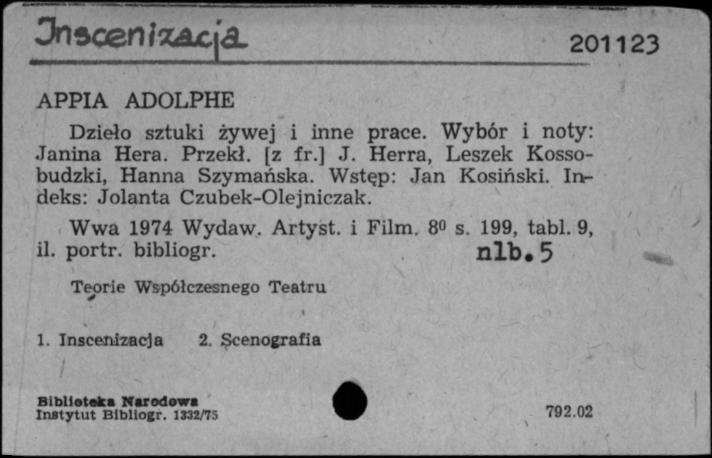 Inscenizacja
201123
APPIA ADOLPHE
Dzieło sztuki żywej i inne prace. Wybór i noty:
Janina Hera. Przekł. [z fr.] J. Herra, Leszek Kosso-
budzki, Hanna Szymańska. Wstęp: Jan Kosiński. In-
deks: Jolanta Czubek-Olejniczak.
Wwa 1974 Wydaw. Artyst. i Film. 8⁰ s. 199, tabl. 9,
il. portr. bibliogr. nlb. 5
Teorie Współczesnego Teatru
1. Inscenizacja 2. Scenografia
Biblioteka Narodowa
Instytut Bibliogr. 1332/75
792.02